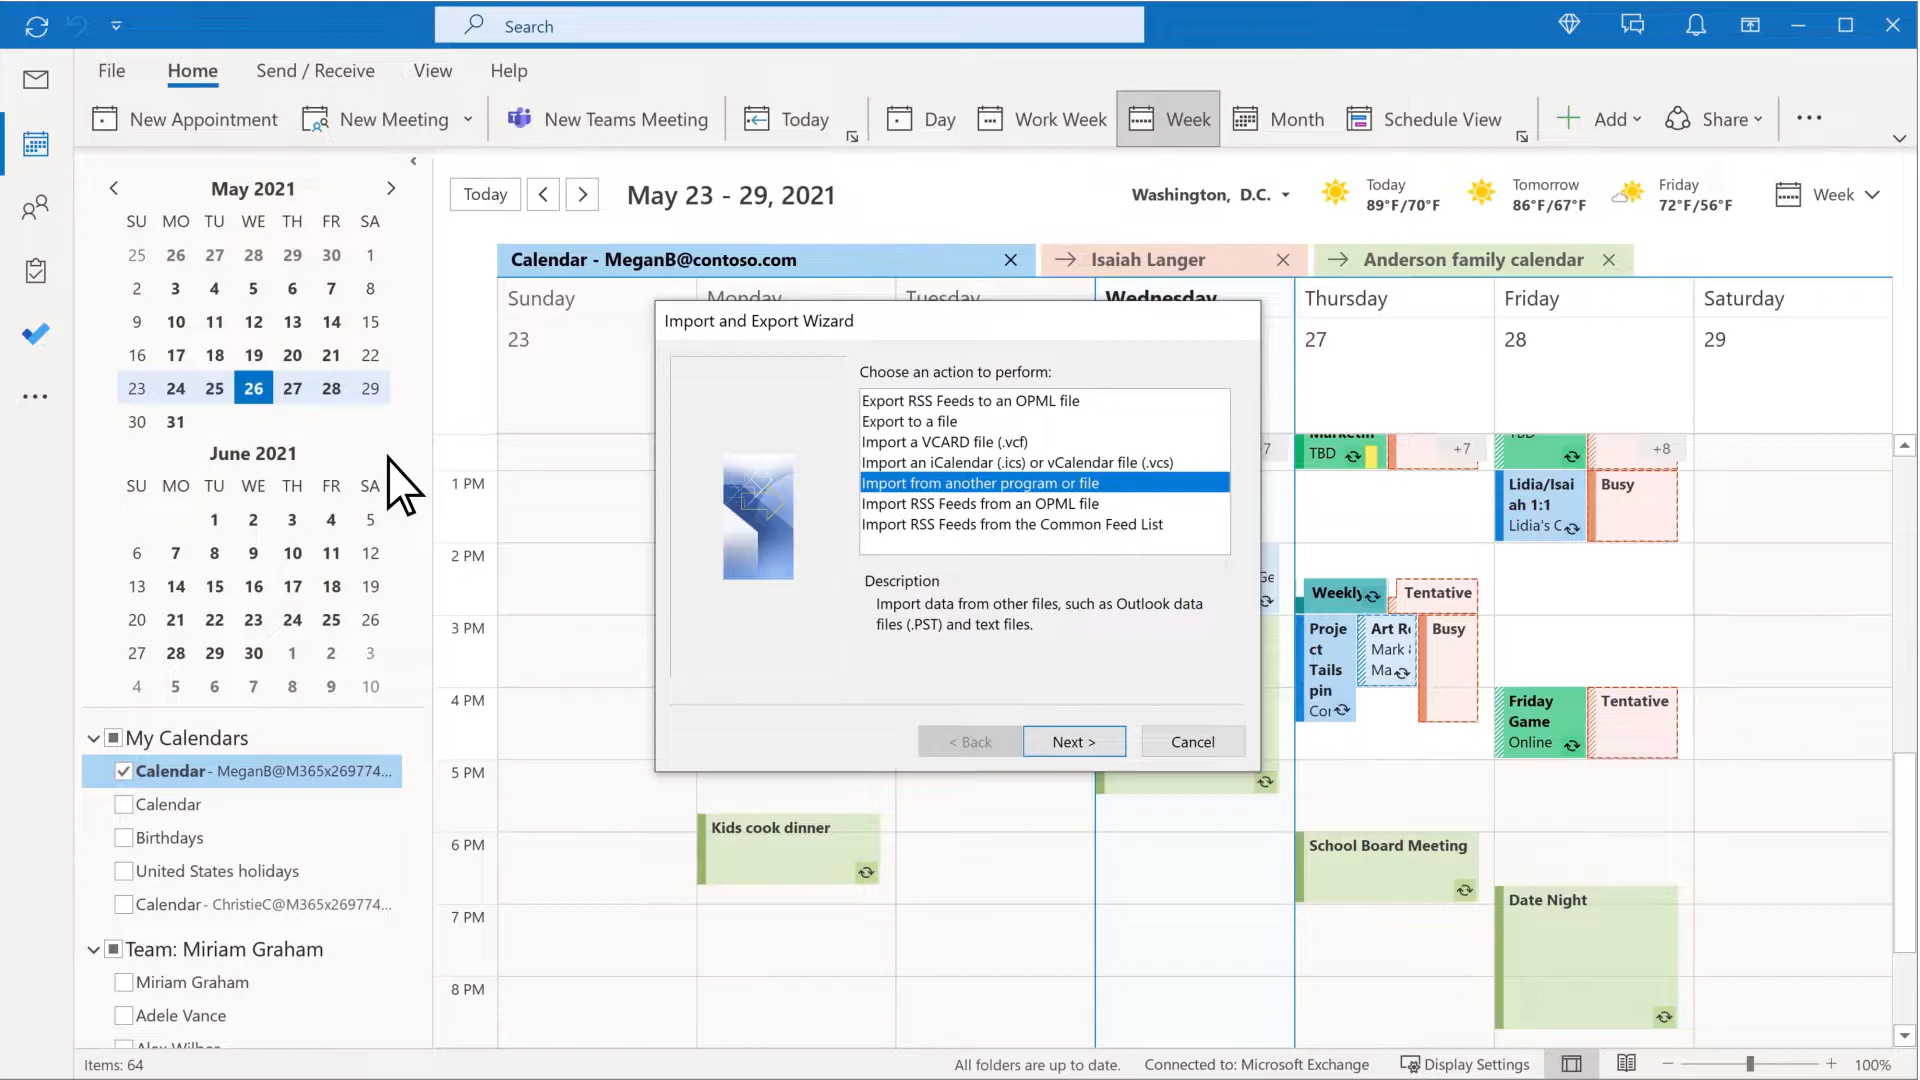 Search
File Home Send / Receive View Help
New Appointment New Meeting New Teams Meeting Today Day Work Week Week Month Schedule View Add Share
May 2021
SU MO TU WE TH FR SA
25 26 27 28 29 30 1
2 3 4 5 6 7 8
9 10 11 12 13 14 15
16 17 18 19 20 21 22
23 24 25 26 27 28 29
30 31
June 2021
SU MO TU WE TH FR SA
1 2 3 4 5
6 7 8 9 10 11 12
13 14 15 16 17 18 19
20 21 22 23 24 25 26
27 28 29 30 1 2 3
4 5 6 7 8 9 10
My Calendars
Calendar - MeganB@M365x269774...
Calendar
Birthdays
United States holidays
Calendar - ChristieC@M365x269774...
Team: Miriam Graham
Miriam Graham
Adele Vance
Alex Wilber
Today May 23 - 29, 2021
Washington, D.C. Today Tomorrow Friday Week
89°F/70°F 86°F/67°F 72°F/56°F
Calendar - MeganB@contoso.com Isaiah Langer Anderson family calendar
Sunday Monday Tuesday Wednesday Thursday Friday Saturday
23 27 28 29
Import and Export Wizard
Choose an action to perform:
Export RSS Feeds to an OPML file
Export to a file
Import a VCARD file (.vcf)
Import an iCalendar (.ics) or vCalendar file (.vcs)
Import from another program or file
Import RSS Feeds from an OPML file
Import RSS Feeds from the Common Feed List
Description
Import data from other files, such as Outlook data
files (.PST) and text files.
< Back Next > Cancel
1 PM
2 PM
3 PM
4 PM
5 PM
6 PM
7 PM
8 PM
TBD +7
TBD +8
Lidia/Isai
ah 1:1
Lidia's C
Busy
Weekly
Tentative
Proje
ct
Tails
pin
Cor
Art R
Mark
Ma
Busy
Friday
Game
Online
Tentative
Kids cook dinner
School Board Meeting
Date Night
Items: 64 All folders are up to date. Connected to: Microsoft Exchange Display Settings 100%